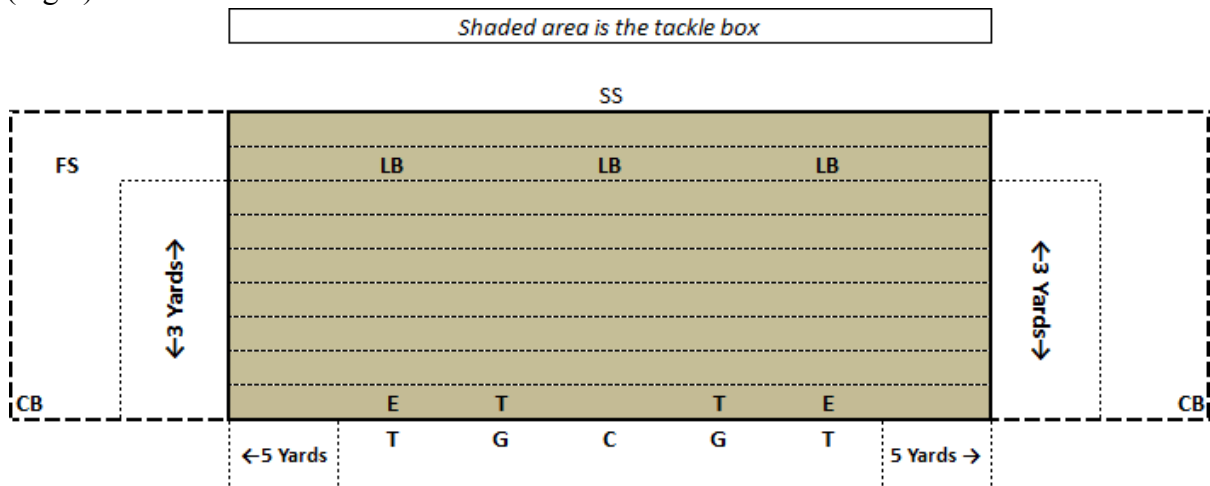 Shaded area is the tackle box
SS
FS LB LB LB
←3 Yards→ ←3 Yards→
CB E T T E CB
T G C G T
←5 Yards 5 Yards →